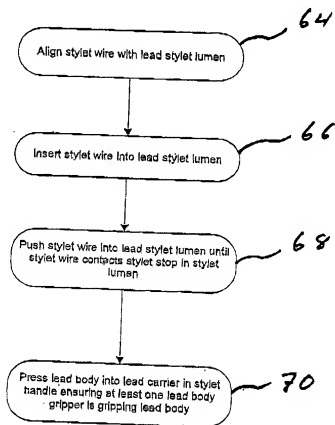 64
Align stylet wire with lead stylet lumen
66
Insert stylet wire into lead stylet lumen
68
Push stylet wire into lead stylet lumen until
stylet wire contacts stylet stop in stylet
lumen
70
Press lead body into lead carrier in stylet
handle ensuring at least one lead body
gripper is gripping lead body